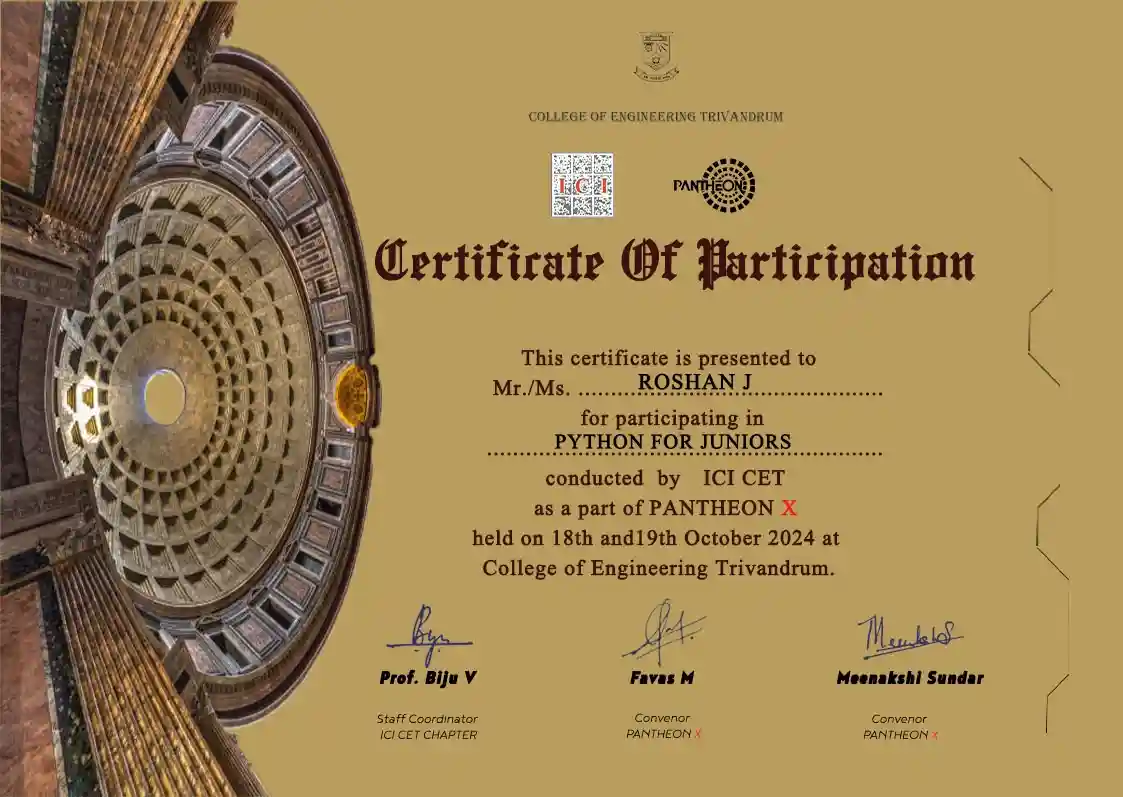 COLLEGE OF ENGINEERING TRIVANDRUM
ICI
PANTHEON
Certificate Of Participation
This certificate is presented to
Mr./Ms. ROSHAN J
for participating in
PYTHON FOR JUNIORS
conducted by ICI CET
as a part of PANTHEON X
held on 18th and19th October 2024 at
College of Engineering Trivandrum.
Biju
Meenakshi
Prof. Biju V
Favas M
Meenakshi Sundar
Staff Coordinator
ICI CET CHAPTER
Convenor
PANTHEON X
Convenor
PANTHEON X